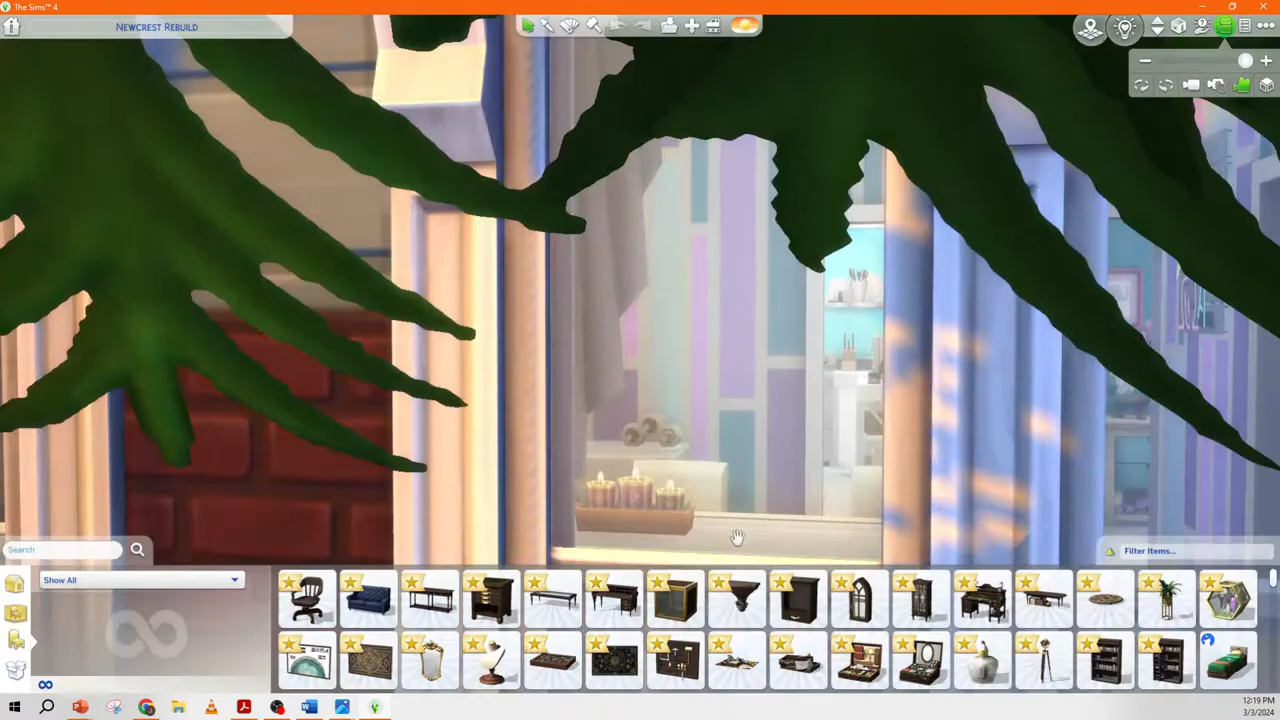 The Sims™ 4
NEWCREST REBUILD
Search
Filter Items...
Show All
12:19 PM
3/3/2024